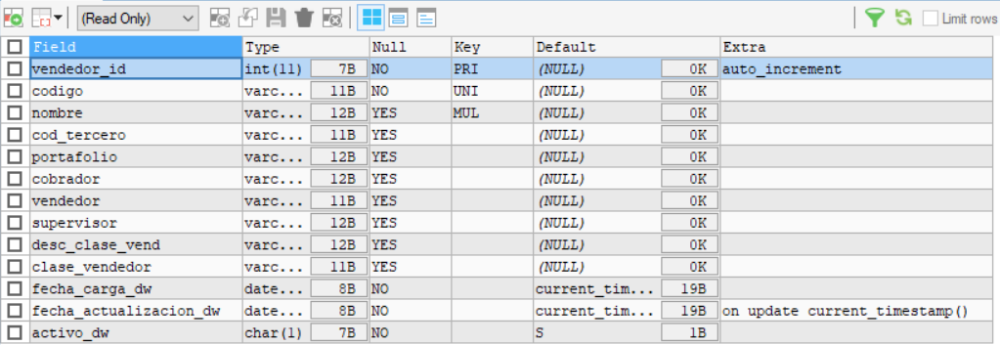 (Read Only) Limit rows
Field Type Null Key Default Extra
vendedor_id int(11) 7B NO PRI (NULL) 0K auto_increment
codigo varc... 11B NO UNI (NULL) 0K
nombre varc... 12B YES MUL (NULL) 0K
cod_tercero varc... 11B YES (NULL) 0K
portafolio varc... 12B YES (NULL) 0K
cobrador varc... 12B YES (NULL) 0K
vendedor varc... 11B YES (NULL) 0K
supervisor varc... 12B YES (NULL) 0K
desc_clase_vend varc... 12B YES (NULL) 0K
clase_vendedor varc... 11B YES (NULL) 0K
fecha_carga_dw date... 8B NO current_tim... 19B
fecha_actualizacion_dw date... 8B NO current_tim... 19B on update current_timestamp()
activo_dw char(1) 7B NO S 1B